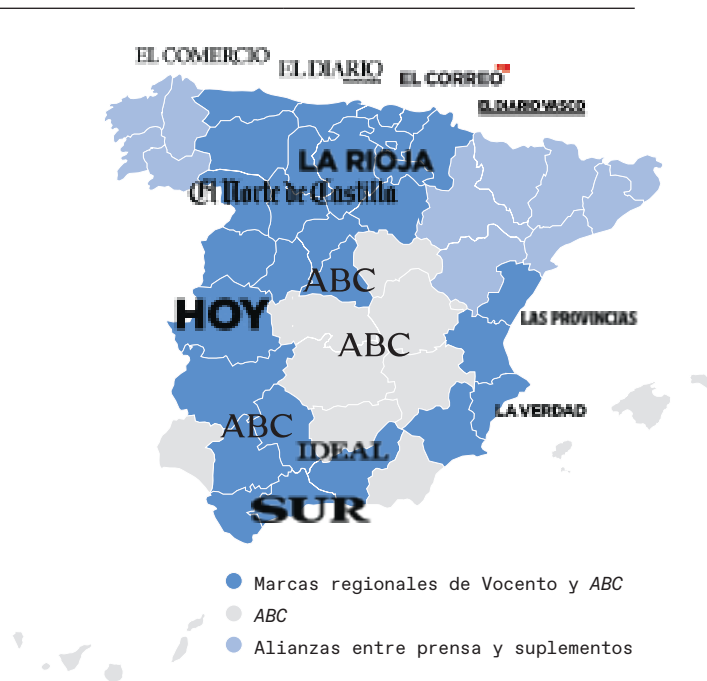 EL COMERCIO
EL DIARIO
EL CORREO
EL DIARIO VASCO
LA RIOJA
El Norte de Castilla
ABC
HOY
LAS PROVINCIAS
ABC
LA VERDAD
ABC
IDEAL
SUR
Marcas regionales de Vocento y ABC
ABC
Alianzas entre prensa y suplementos